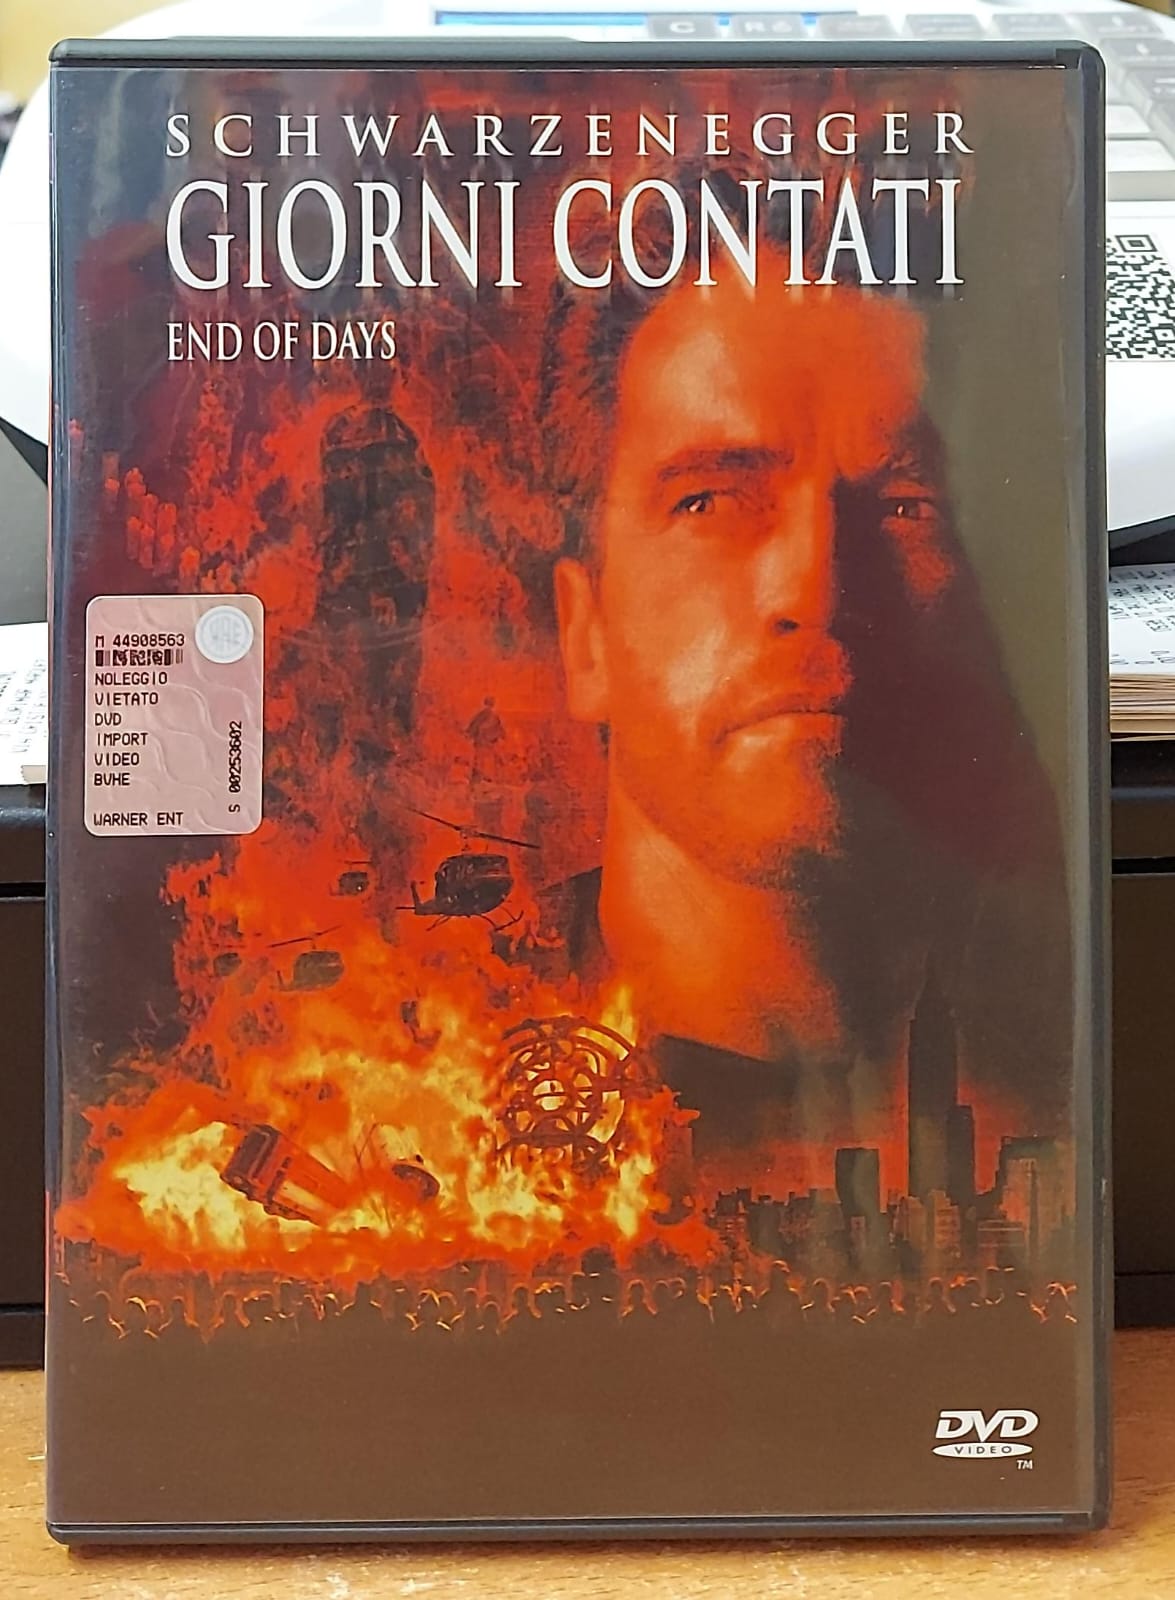 SCHWARZENEGGER
GIORNI CONTATI
END OF DAYS
M 44908563
NOLEGGIO
VIETATO
DVD
IMPORT
VIDEO
BVHE
WARNER ENT
S 00253602
DVD
VIDEO
TM